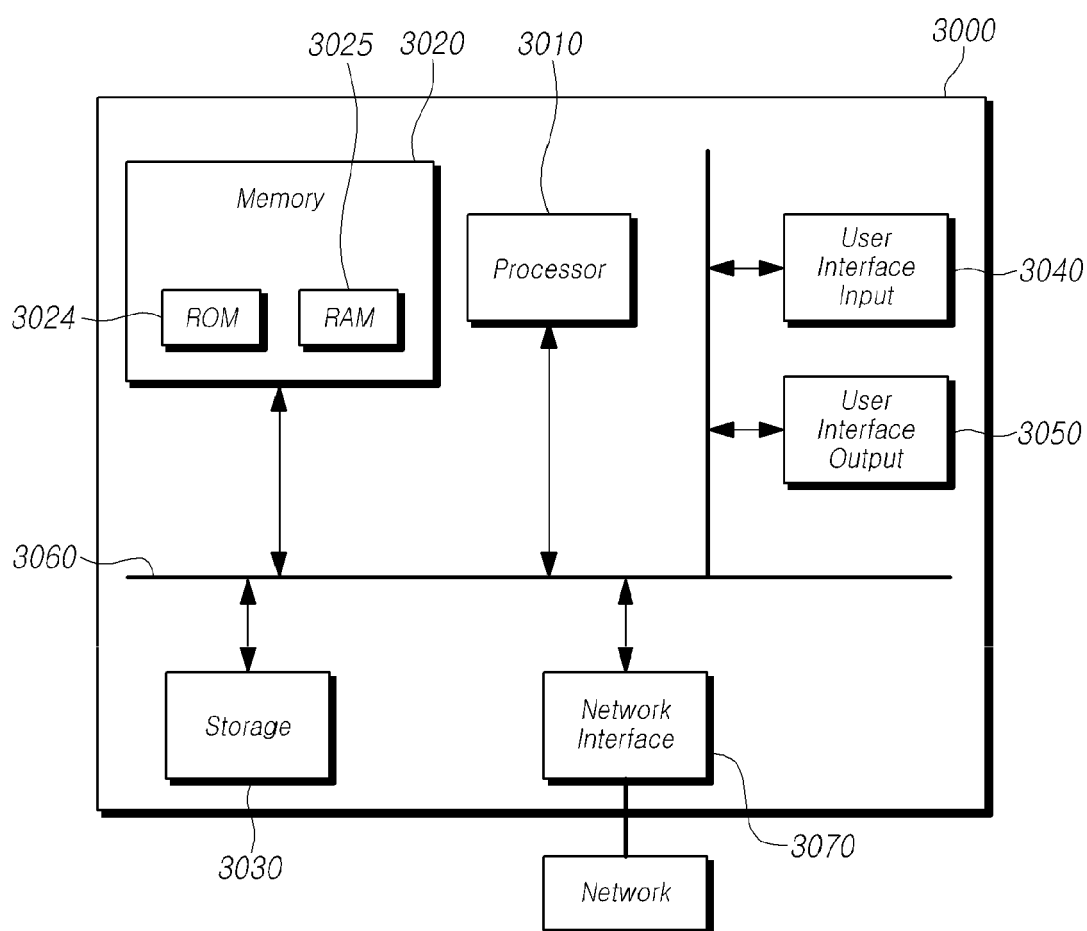 3025
3020
3010
3000
Memory
ROM
RAM
3024
Processor
User
Interface
Input
3040
User
Interface
Output
3050
3060
Storage
3030
Network
Interface
3070
Network